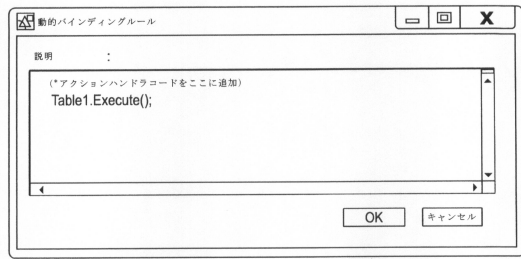 動的バインディングルール
説明 :
(*アクションハンドラコードをここに追加)
Table1.Execute();
OK キャンセル